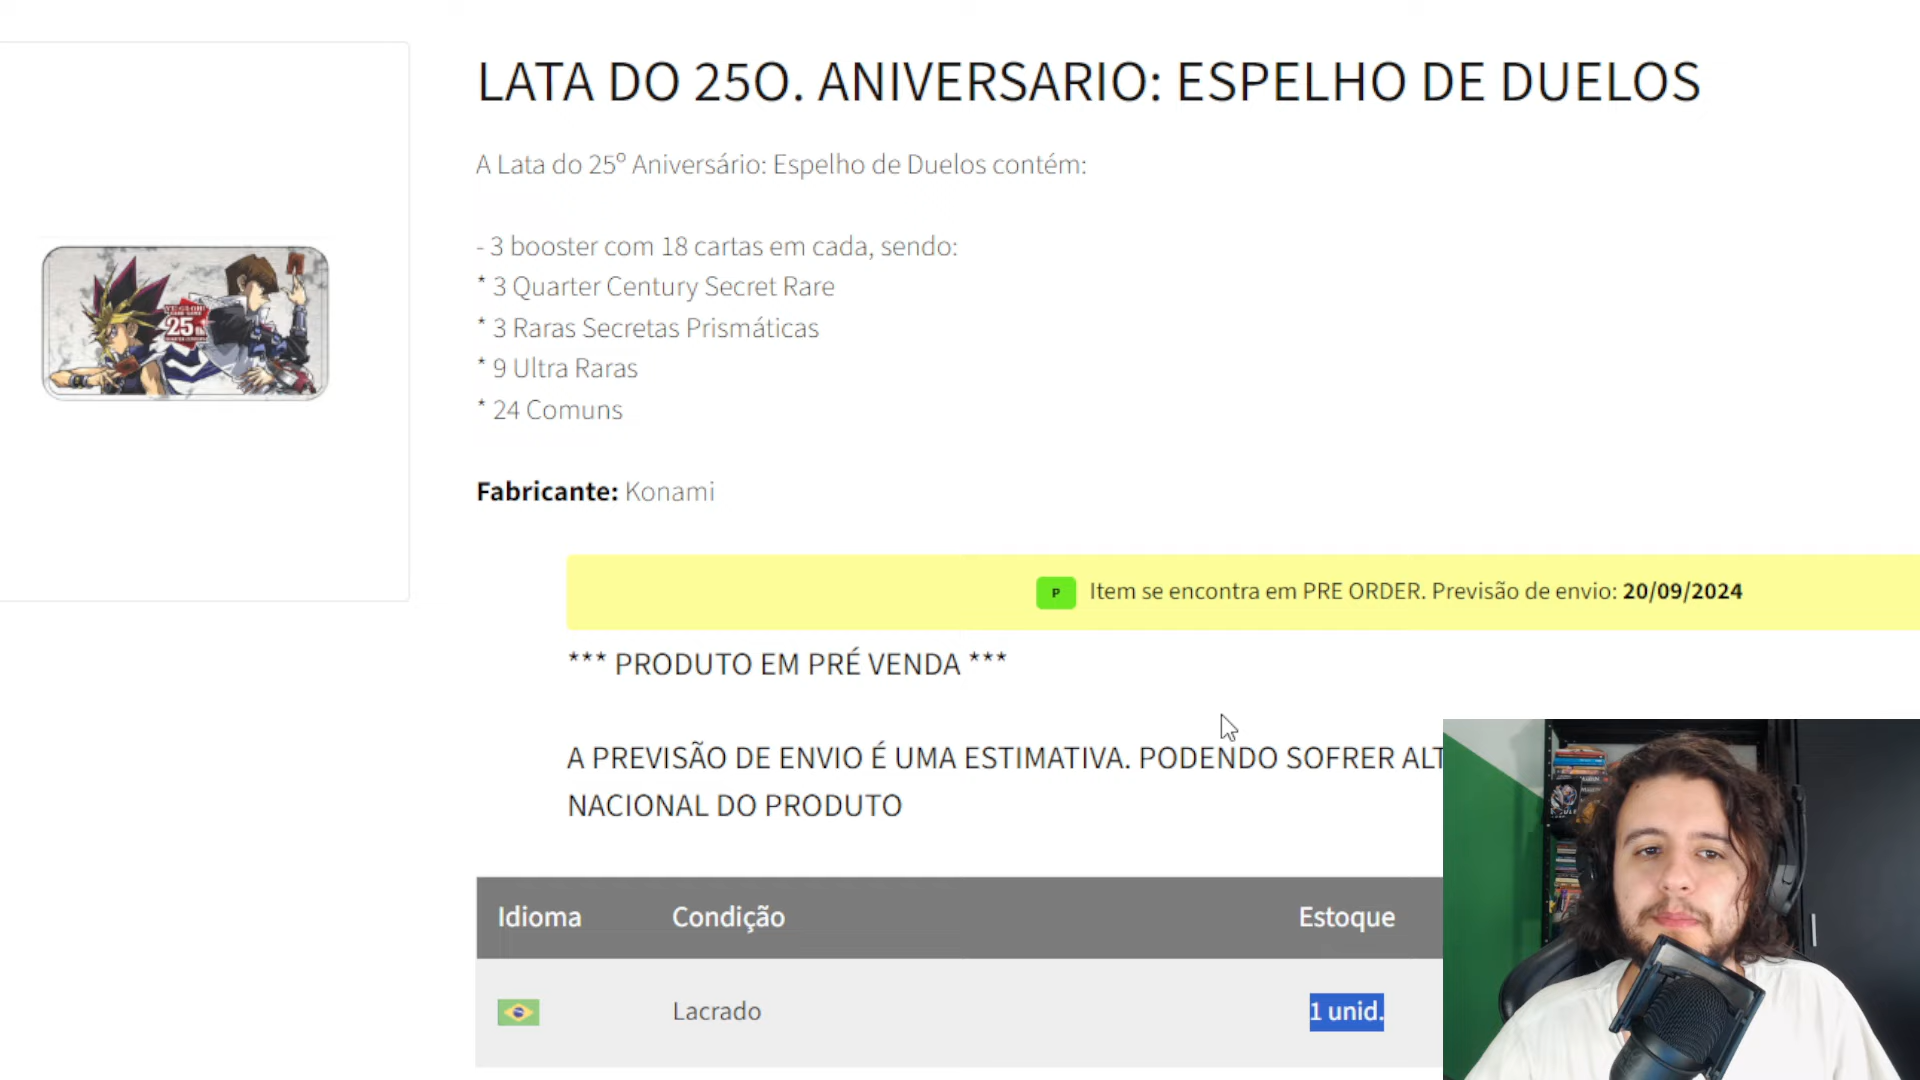 LATA DO 25O. ANIVERSARIO: ESPELHO DE DUELOS
A Lata do 25º Aniversário: Espelho de Duelos contém:
- 3 booster com 18 cartas em cada, sendo:
* 3 Quarter Century Secret Rare
* 3 Raras Secretas Prismáticas
* 9 Ultra Raras
* 24 Comuns
25th
Fabricante: Konami
P Item se encontra em PRE ORDER. Previsão de envio: 20/09/2024
*** PRODUTO EM PRÉ VENDA ***
A PREVISÃO DE ENVIO É UMA ESTIMATIVA. PODENDO SOFRER ALT
NACIONAL DO PRODUTO
Idioma Condição Estoque
Lacrado 1 unid.